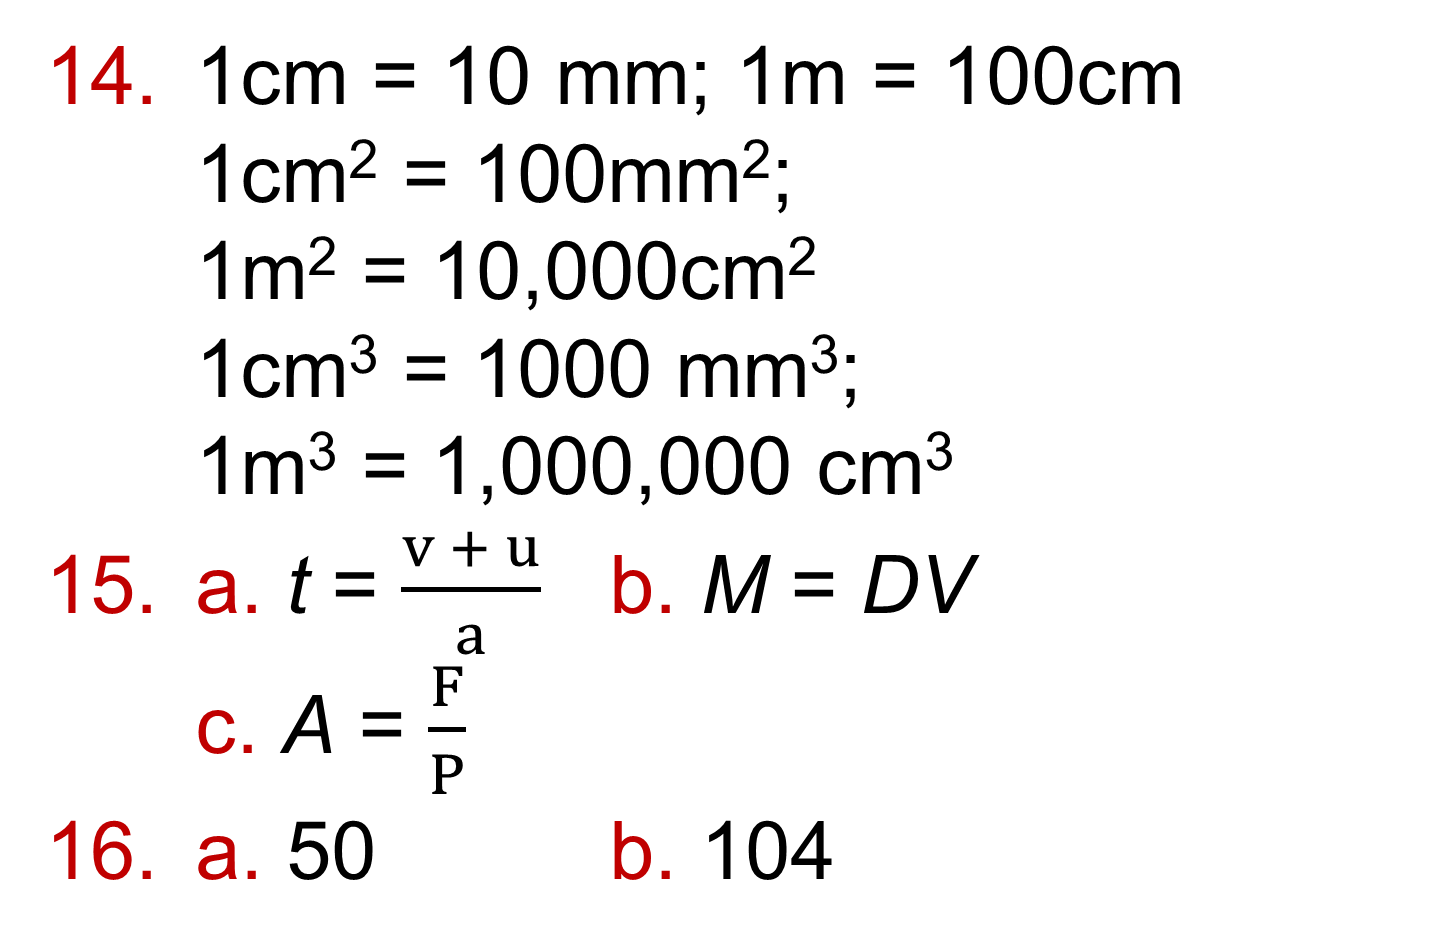 14. 1cm = 10 mm; 1m = 100cm
1cm² = 100mm²;
1m² = 10,000cm²
1cm³ = 1000 mm³;
1m³ = 1,000,000 cm³
15. a. t = (v + u)/a b. M = DV
c. A = F/P
16. a. 50 b. 104